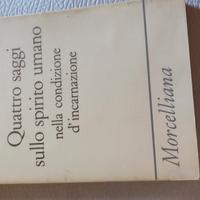 Quattro saggi
sullo spirito umano
nella condizione
d'incarnazione
Morcelliana